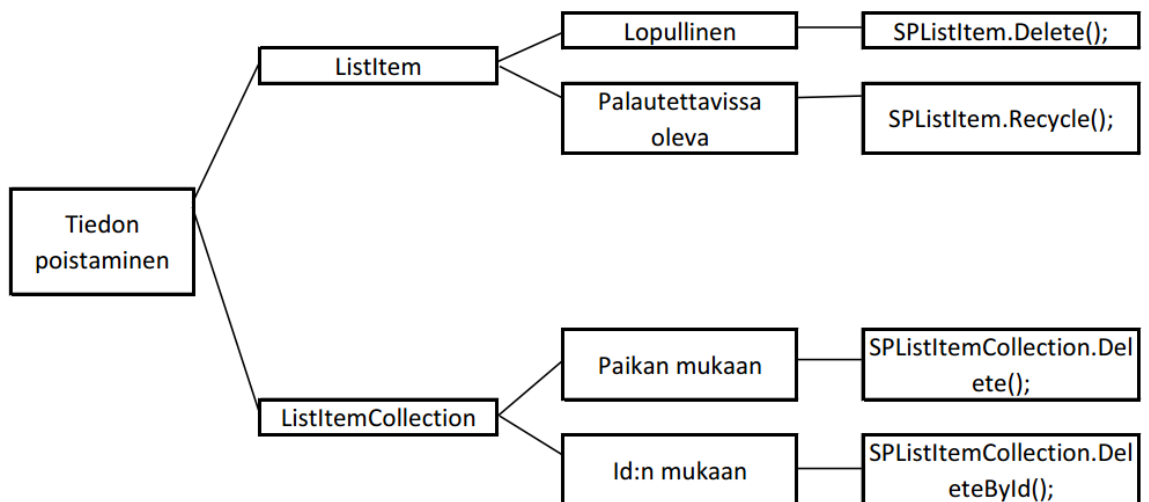 Lopullinen
SPListItem.Delete();
ListItem
Palautettavissa
oleva
SPListItem.Recycle();
Tiedon
poistaminen
Paikan mukaan
SPListItemCollection.Del
ete();
ListItemCollection
Id:n mukaan
SPListItemCollection.Del
eteById();